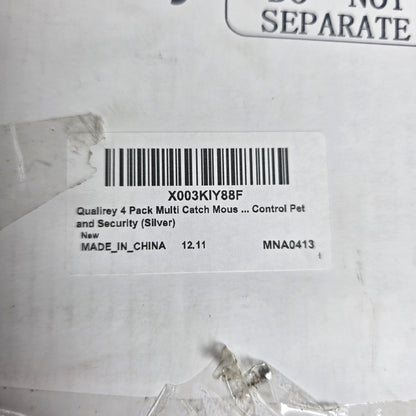 DO NOT
SEPARATE
X003KIY88F
Qualirey 4 Pack Multi Catch Mous ... Control Pet
and Security (Silver)
New
MADE_IN_CHINA 12.11 MNA0413